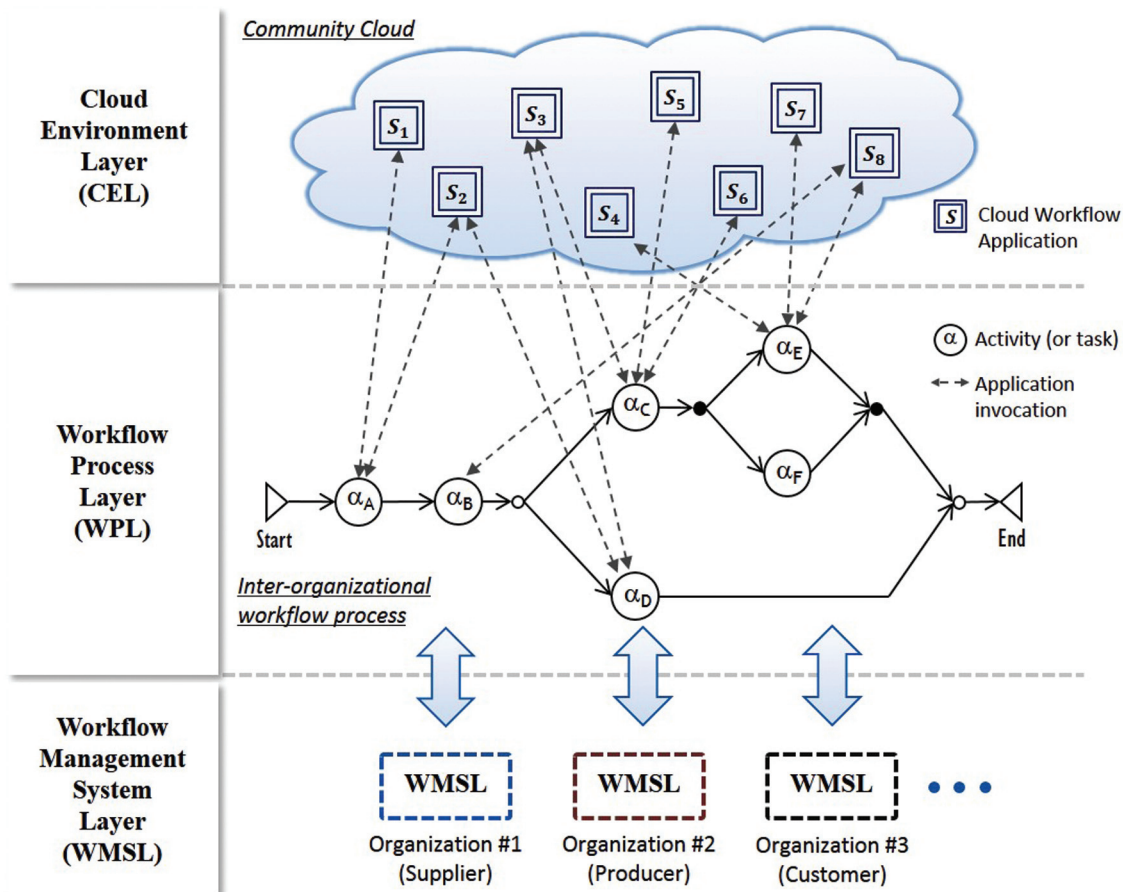 Community Cloud
Cloud
Environment
Layer
(CEL)
S1
S2
S3
S4
S5
S6
S7
S8
S Cloud Workflow
Application
Workflow
Process
Layer
(WPL)
α Activity (or task)
Application
invocation
αE
αC
αF
αA
αB
αD
Start
End
Inter-organizational
workflow process
Workflow
Management
System
Layer
(WMSL)
WMSL
WMSL
WMSL
Organization #1
(Supplier)
Organization #2
(Producer)
Organization #3
(Customer)